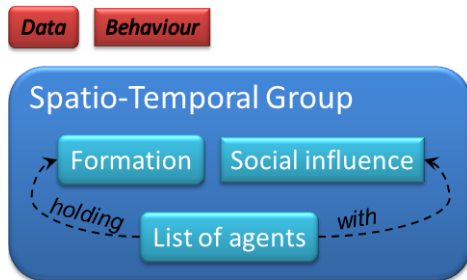 Data Behaviour
Spatio-Temporal Group
Formation Social influence
holding with
List of agents